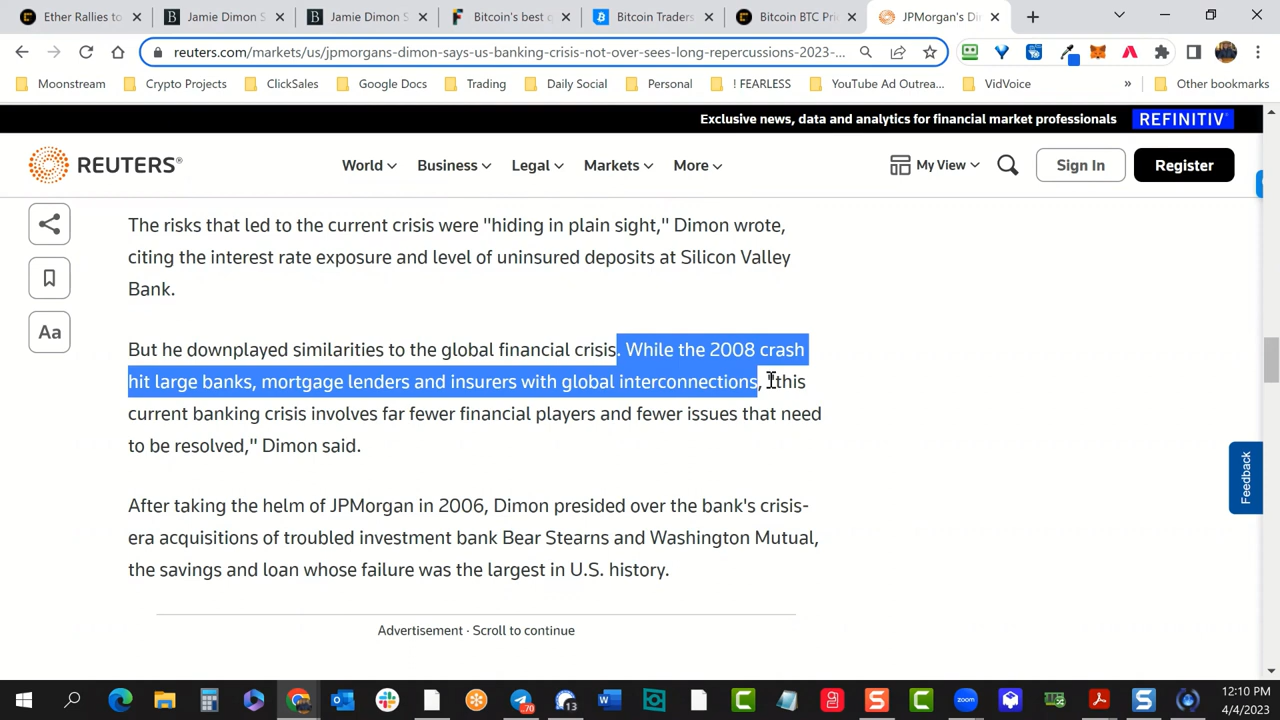 Ether Rallies to
Jamie Dimon S
Jamie Dimon S
Bitcoin's best q
Bitcoin Traders
Bitcoin BTC Pri
JPMorgan's Di
reuters.com/markets/us/jpmorgans-dimon-says-us-banking-crisis-not-over-sees-long-repercussions-2023-...
Moonstream
Crypto Projects
ClickSales
Google Docs
Trading
Daily Social
Personal
! FEARLESS
YouTube Ad Outrea...
VidVoice
»
Other bookmarks
Exclusive news, data and analytics for financial market professionals
REFINITIV
REUTERS®
World
Business
Legal
Markets
More
My View
Sign In
Register
The risks that led to the current crisis were "hiding in plain sight," Dimon wrote,
citing the interest rate exposure and level of uninsured deposits at Silicon Valley
Bank.
But he downplayed similarities to the global financial crisis. While the 2008 crash
hit large banks, mortgage lenders and insurers with global interconnections, "this
current banking crisis involves far fewer financial players and fewer issues that need
to be resolved," Dimon said.
After taking the helm of JPMorgan in 2006, Dimon presided over the bank's crisis-
era acquisitions of troubled investment bank Bear Stearns and Washington Mutual,
the savings and loan whose failure was the largest in U.S. history.
Advertisement · Scroll to continue
Aa
Feedback
70
13
zoom
12:10 PM
4/4/2023